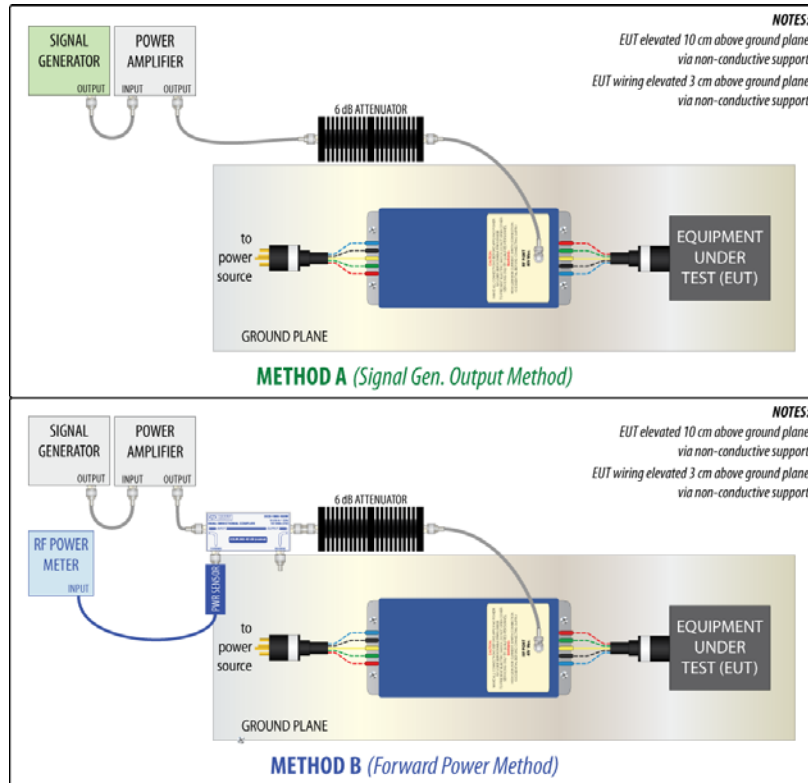 NOTES:
EUT elevated 10 cm above ground plane
via non-conductive support
EUT wiring elevated 3 cm above ground plane
via non-conductive support
SIGNAL
GENERATOR
OUTPUT
POWER
AMPLIFIER
INPUT
OUTPUT
6 dB ATTENUATOR
to
power
source
EQUIPMENT
UNDER
TEST (EUT)
GROUND PLANE
METHOD A (Signal Gen. Output Method)
NOTES:
EUT elevated 10 cm above ground plane
via non-conductive support
EUT wiring elevated 3 cm above ground plane
via non-conductive support
SIGNAL
GENERATOR
OUTPUT
POWER
AMPLIFIER
INPUT
OUTPUT
6 dB ATTENUATOR
RF POWER
METER
INPUT
PWR SENSOR
to
power
source
EQUIPMENT
UNDER
TEST (EUT)
GROUND PLANE
METHOD B (Forward Power Method)